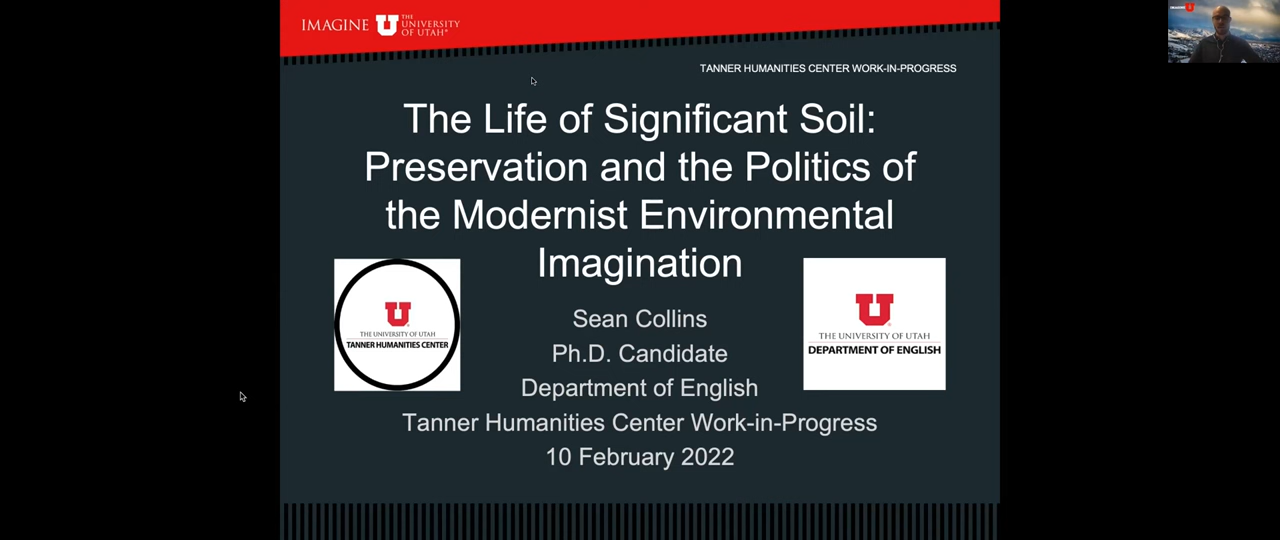 IMAGINE
THE
UNIVERSITY
OF UTAH®
TANNER HUMANITIES CENTER WORK-IN-PROGRESS
The Life of Significant Soil:
Preservation and the Politics of
the Modernist Environmental
Imagination
THE UNIVERSITY OF UTAH
TANNER HUMANITIES CENTER
THE UNIVERSITY OF UTAH
DEPARTMENT OF ENGLISH
Sean Collins
Ph.D. Candidate
Department of English
Tanner Humanities Center Work-in-Progress
10 February 2022